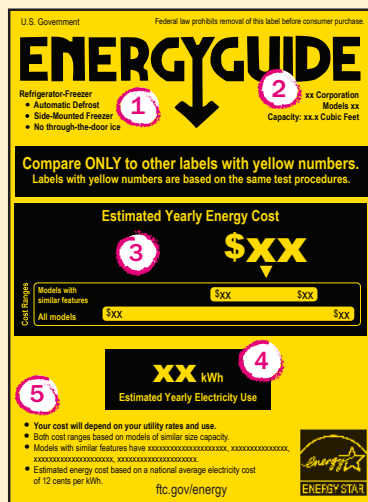 U.S. Government
Federal law prohibits removal of this label before consumer purchase.
ENERGYGUIDE
Refrigerator-Freezer
• Automatic Defrost
• Side-Mounted Freezer
• No through-the-door ice
1
2
xx Corporation
Models xx
Capacity: xx.x Cubic Feet
Compare ONLY to other labels with yellow numbers.
Labels with yellow numbers are based on the same test procedures.
Estimated Yearly Energy Cost
3
$xx
Cost Ranges
Models with
similar features
$xx
$xx
All models
$xx
$xx
xx kWh
Estimated Yearly Electricity Use
4
5
• Your cost will depend on your utility rates and use.
• Both cost ranges based on models of similar size capacity.
• Models with similar features have xxxxxxxxxxxxxxxxxxxxx, xxxxxxxxxxxxxxx,
xxxxxxxxxxxxxxxxxxxxx, xxxxxxxxxxxxxxxxxxxxx.
• Estimated energy cost based on a national average electricity cost
of 12 cents per kWh.
ftc.gov/energy
energy
ENERGY STAR